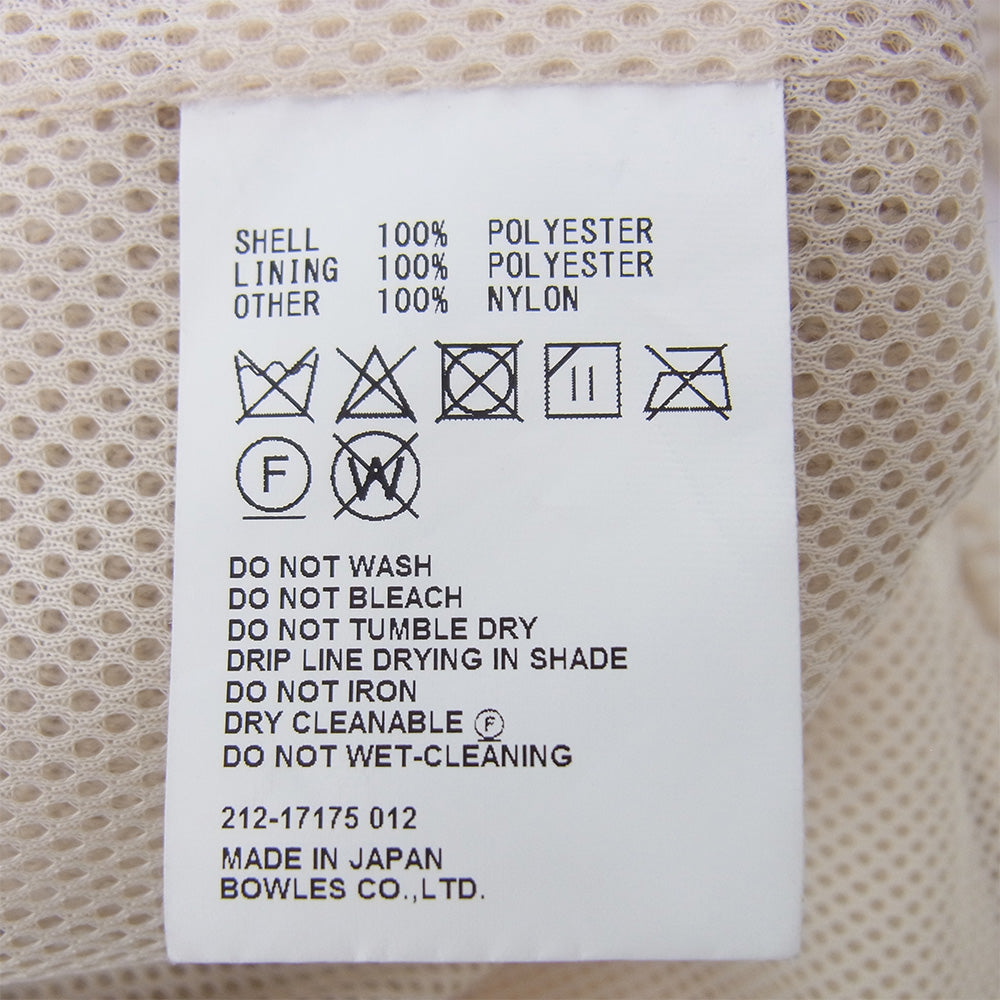 SHELL 100% POLYESTER
LINING 100% POLYESTER
OTHER 100% NYLON
F W
DO NOT WASH
DO NOT BLEACH
DO NOT TUMBLE DRY
DRIP LINE DRYING IN SHADE
DO NOT IRON
DRY CLEANABLE Ⓕ
DO NOT WET-CLEANING
212-17175 012
MADE IN JAPAN
BOWLES CO.,LTD.